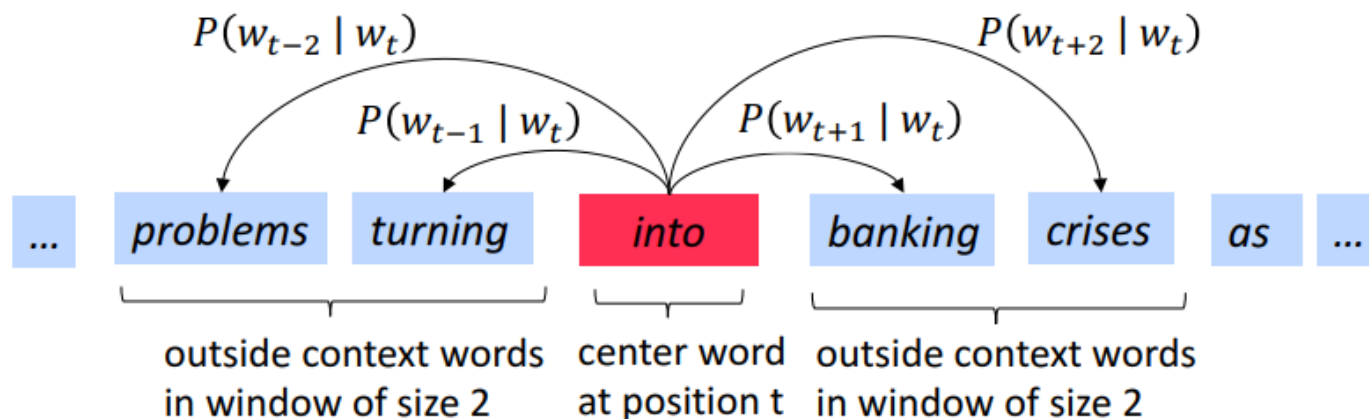 P(w_{t−2} | w_t) P(w_{t+2} | w_t)
P(w_{t−1} | w_t) P(w_{t+1} | w_t)
... problems turning into banking crises as ...
outside context words center word outside context words
in window of size 2 at position t in window of size 2